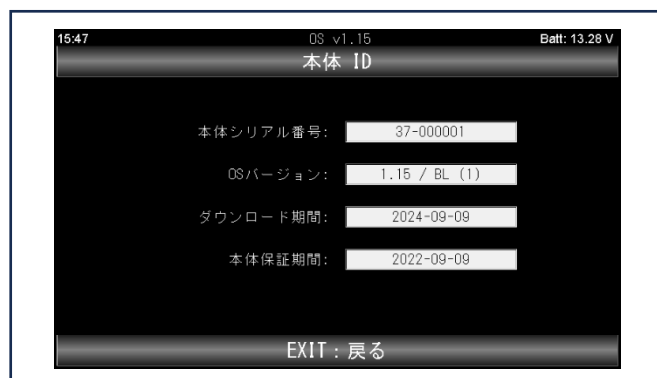 15:47 OS v1.15 Batt: 13.28 V
本体 ID
本体シリアル番号: 37-000001
OSバージョン: 1.15 / BL (1)
ダウンロード期間: 2024-09-09
本体保証期間: 2022-09-09
EXIT：戻る